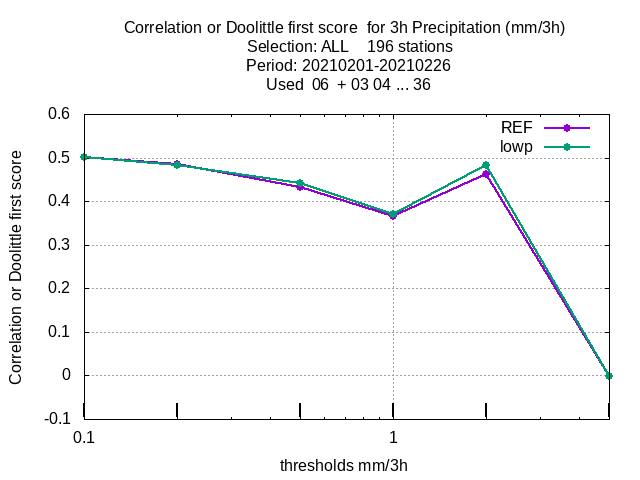 Correlation or Doolittle first score  for 3h Precipitation (mm/3h)
Selection: ALL    196 stations
Period: 20210201-20210226
Used  06  + 03 04 ... 36
REF
lowp
0.6
0.5
0.4
0.3
0.2
0.1
0
-0.1
Correlation or Doolittle first score
0.1
1
thresholds mm/3h